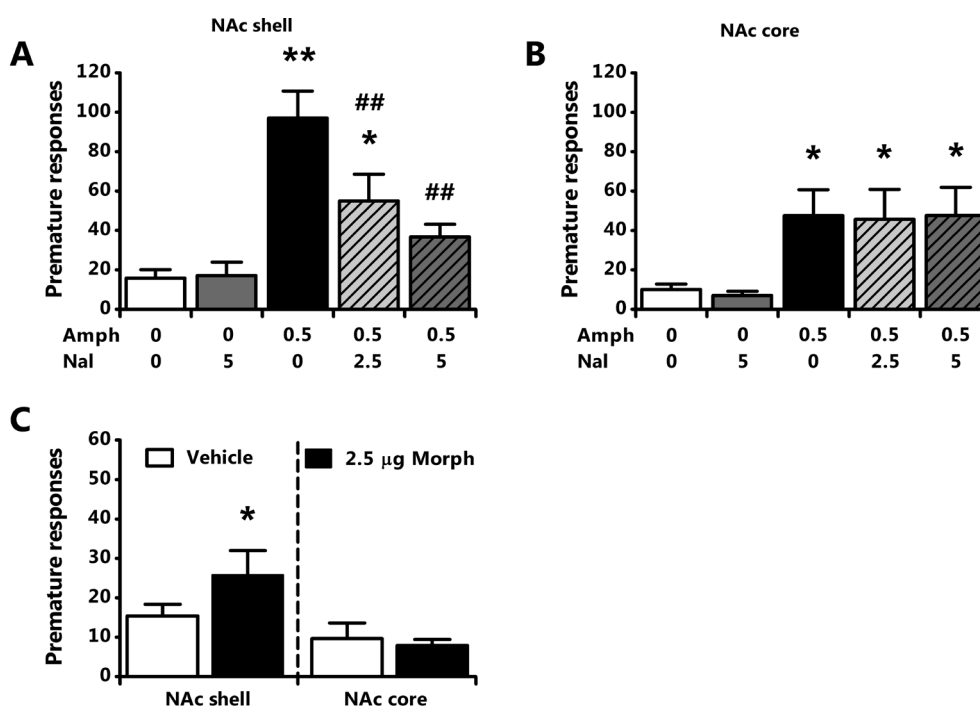 NAc shell
A
**
120
100
80
60
40
20
0
Premature responses
##
*
##
Amph 0 0 0.5 0.5 0.5
Nal 0 5 0 2.5 5
NAc core
B
120
100
80
60
40
20
0
Premature responses
* * *
Amph 0 0 0.5 0.5 0.5
Nal 0 5 0 2.5 5
C
60
50
40
30
20
10
0
Premature responses
Vehicle
2.5 μg Morph
*
NAc shell
NAc core